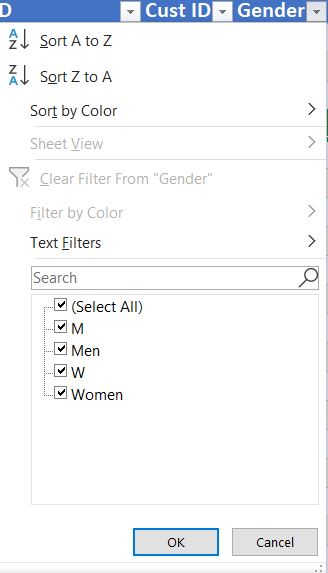 D Cust ID Gender
Sort A to Z
Sort Z to A
Sort by Color
Sheet View
Clear Filter From "Gender"
Filter by Color
Text Filters
Search
(Select All)
M
Men
W
Women
OK Cancel